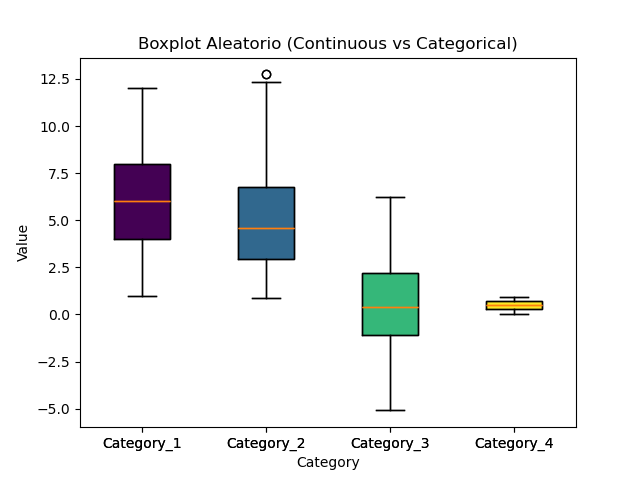 Boxplot Aleatorio (Continuous vs Categorical)
12.5
10.0
7.5
5.0
2.5
0.0
−2.5
−5.0
Value
Category_1 Category_2 Category_3 Category_4
Category